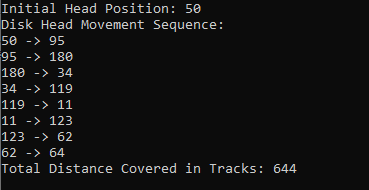 Initial Head Position: 50
Disk Head Movement Sequence:
50 -> 95
95 -> 180
180 -> 34
34 -> 119
119 -> 11
11 -> 123
123 -> 62
62 -> 64
Total Distance Covered in Tracks: 644